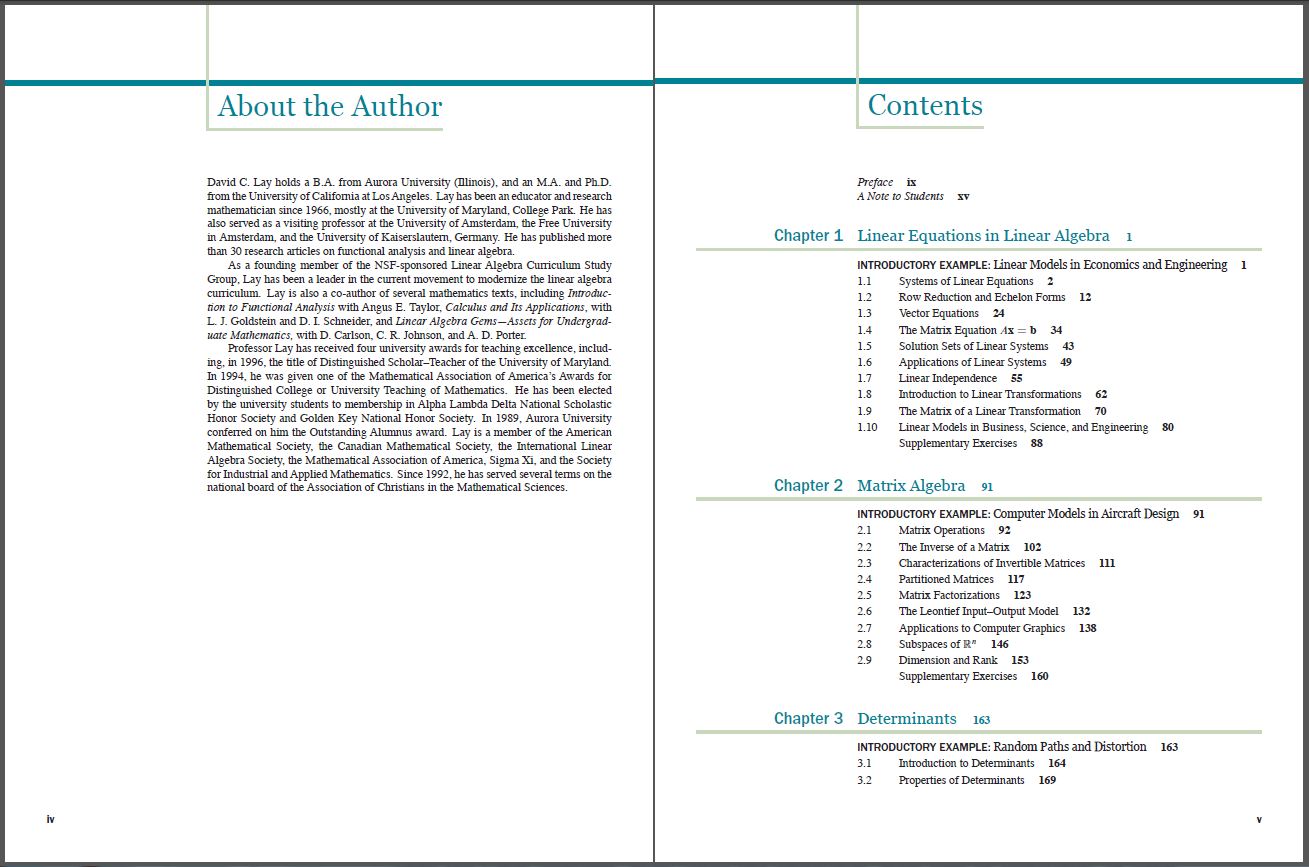 About the Author
David C. Lay holds a B.A. from Aurora University (Illinois), and an M.A. and Ph.D.
from the University of California at Los Angeles. Lay has been an educator and research
mathematician since 1966, mostly at the University of Maryland, College Park. He has
also served as a visiting professor at the University of Amsterdam, the Free University
in Amsterdam, and the University of Kaiserslautern, Germany. He has published more
than 30 research articles on functional analysis and linear algebra.
As a founding member of the NSF-sponsored Linear Algebra Curriculum Study
Group, Lay has been a leader in the current movement to modernize the linear algebra
curriculum. Lay is also a co-author of several mathematics texts, including Introduc-
tion to Functional Analysis with Angus E. Taylor, Calculus and Its Applications, with
L. J. Goldstein and D. I. Schneider, and Linear Algebra Gems—Assets for Undergrad-
uate Mathematics, with D. Carlson, C. R. Johnson, and A. D. Porter.
Professor Lay has received four university awards for teaching excellence, includ-
ing, in 1996, the title of Distinguished Scholar–Teacher of the University of Maryland.
In 1994, he was given one of the Mathematical Association of America's Awards for
Distinguished College or University Teaching of Mathematics. He has been elected
by the university students to membership in Alpha Lambda Delta National Scholastic
Honor Society and Golden Key National Honor Society. In 1989, Aurora University
conferred on him the Outstanding Alumnus award. Lay is a member of the American
Mathematical Society, the Canadian Mathematical Society, the International Linear
Algebra Society, the Mathematical Association of America, Sigma Xi, and the Society
for Industrial and Applied Mathematics. Since 1992, he has served several terms on the
national board of the Association of Christians in the Mathematical Sciences.
iv
Contents
Preface ix
A Note to Students xv
Chapter 1 Linear Equations in Linear Algebra 1
INTRODUCTORY EXAMPLE: Linear Models in Economics and Engineering 1
1.1 Systems of Linear Equations 2
1.2 Row Reduction and Echelon Forms 12
1.3 Vector Equations 24
1.4 The Matrix Equation Ax = b 34
1.5 Solution Sets of Linear Systems 43
1.6 Applications of Linear Systems 49
1.7 Linear Independence 55
1.8 Introduction to Linear Transformations 62
1.9 The Matrix of a Linear Transformation 70
1.10 Linear Models in Business, Science, and Engineering 80
Supplementary Exercises 88
Chapter 2 Matrix Algebra 91
INTRODUCTORY EXAMPLE: Computer Models in Aircraft Design 91
2.1 Matrix Operations 92
2.2 The Inverse of a Matrix 102
2.3 Characterizations of Invertible Matrices 111
2.4 Partitioned Matrices 117
2.5 Matrix Factorizations 123
2.6 The Leontief Input–Output Model 132
2.7 Applications to Computer Graphics 138
2.8 Subspaces of ℝⁿ 146
2.9 Dimension and Rank 153
Supplementary Exercises 160
Chapter 3 Determinants 163
INTRODUCTORY EXAMPLE: Random Paths and Distortion 163
3.1 Introduction to Determinants 164
3.2 Properties of Determinants 169
v